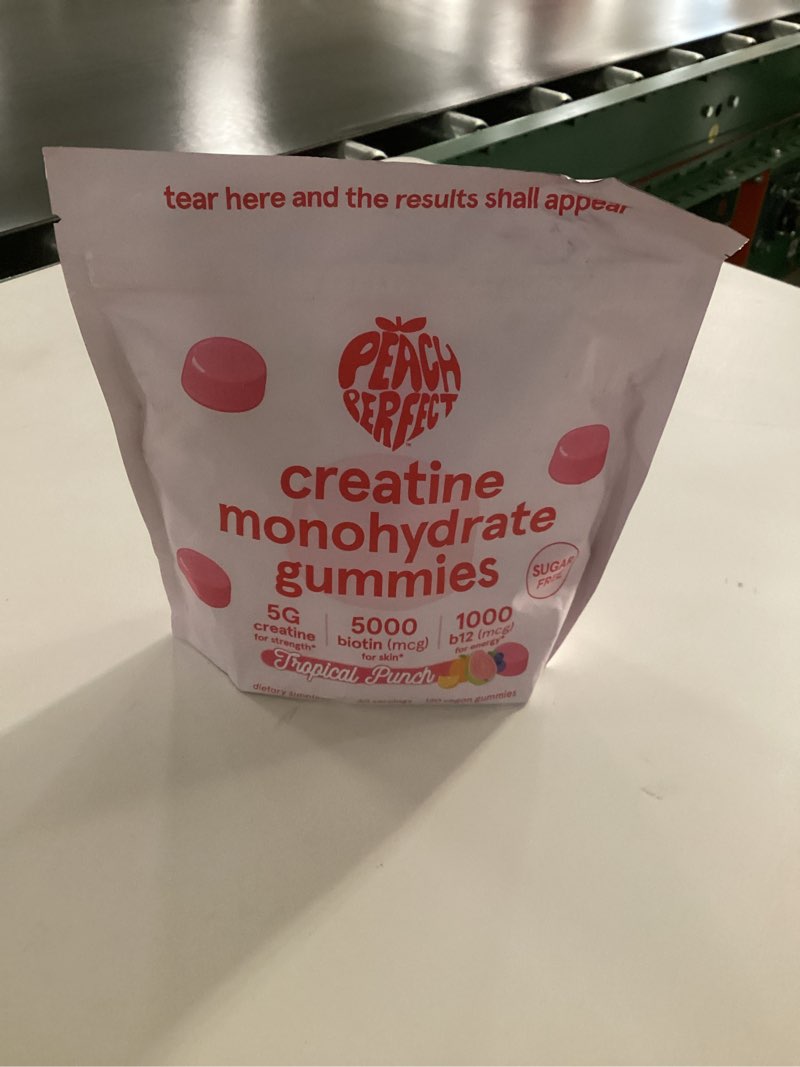 tear here and the results shall appear
PEACH
PERFECT
creatine
monohydrate
gummies
SUGAR
FREE
5G
creatine
for strength*
5000
biotin (mcg)
for skin*
1000
b12 (mcg)
for energy*
Tropical Punch
dietary
vegan gummies